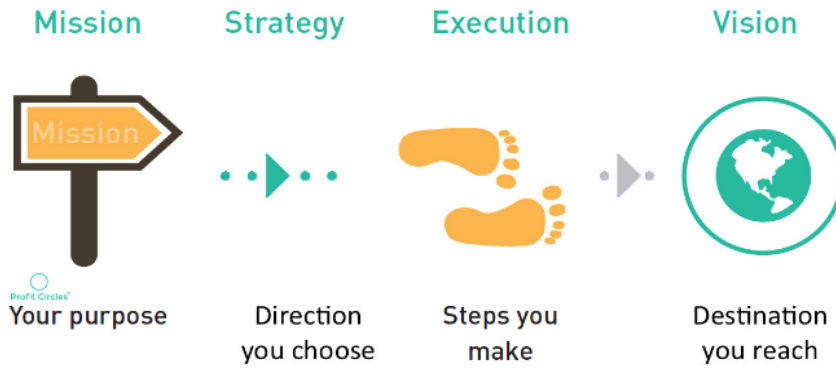 Mission
Strategy
Execution
Vision
Mission
Profit Circles
Your purpose
Direction
you choose
Steps you
make
Destination
you reach